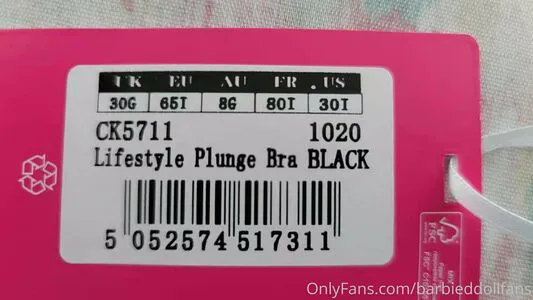 UK EU AU FR . US
30G 65I 8G 80I 30I
CK5711 1020
Lifestyle Plunge Bra BLACK
5 052574 517311
FSC
OnlyFans.com/barbieddollfans